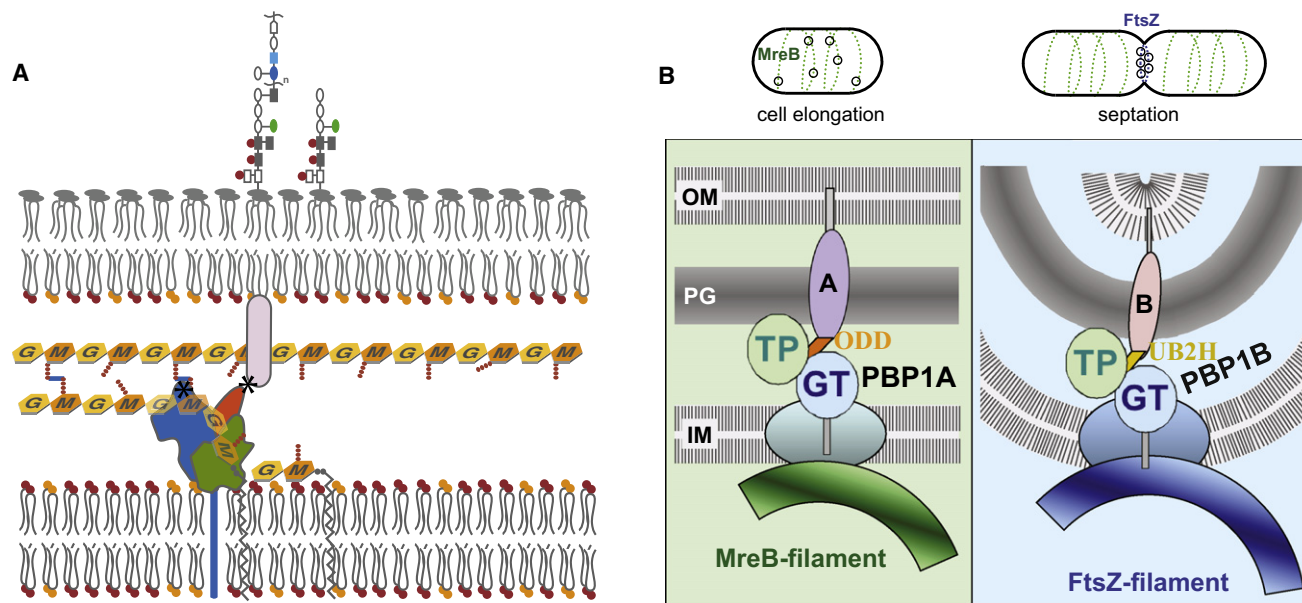 A
n
G M G M G M G M G M G M G M G M G M
*
*
G M G M G M
G
M
G M
B
MreB
cell elongation
FtsZ
septation
OM
PG
A
TP
ODD
GT
PBP1A
IM
MreB-filament
B
TP
UB2H
GT
PBP1B
FtsZ-filament